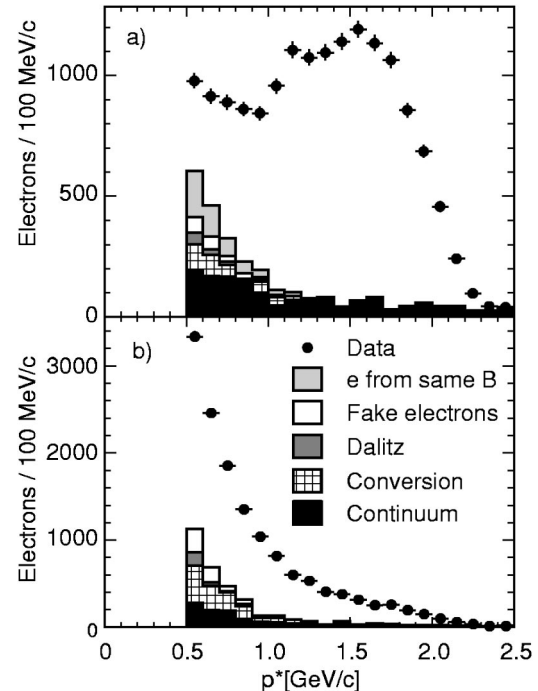 a)
Electrons / 100 MeV/c
1000
500
0
b)
Electrons / 100 MeV/c
3000
2000
1000
0
Data
e from same B
Fake electrons
Dalitz
Conversion
Continuum
0.0
0.5
1.0
1.5
2.0
2.5
p*[GeV/c]